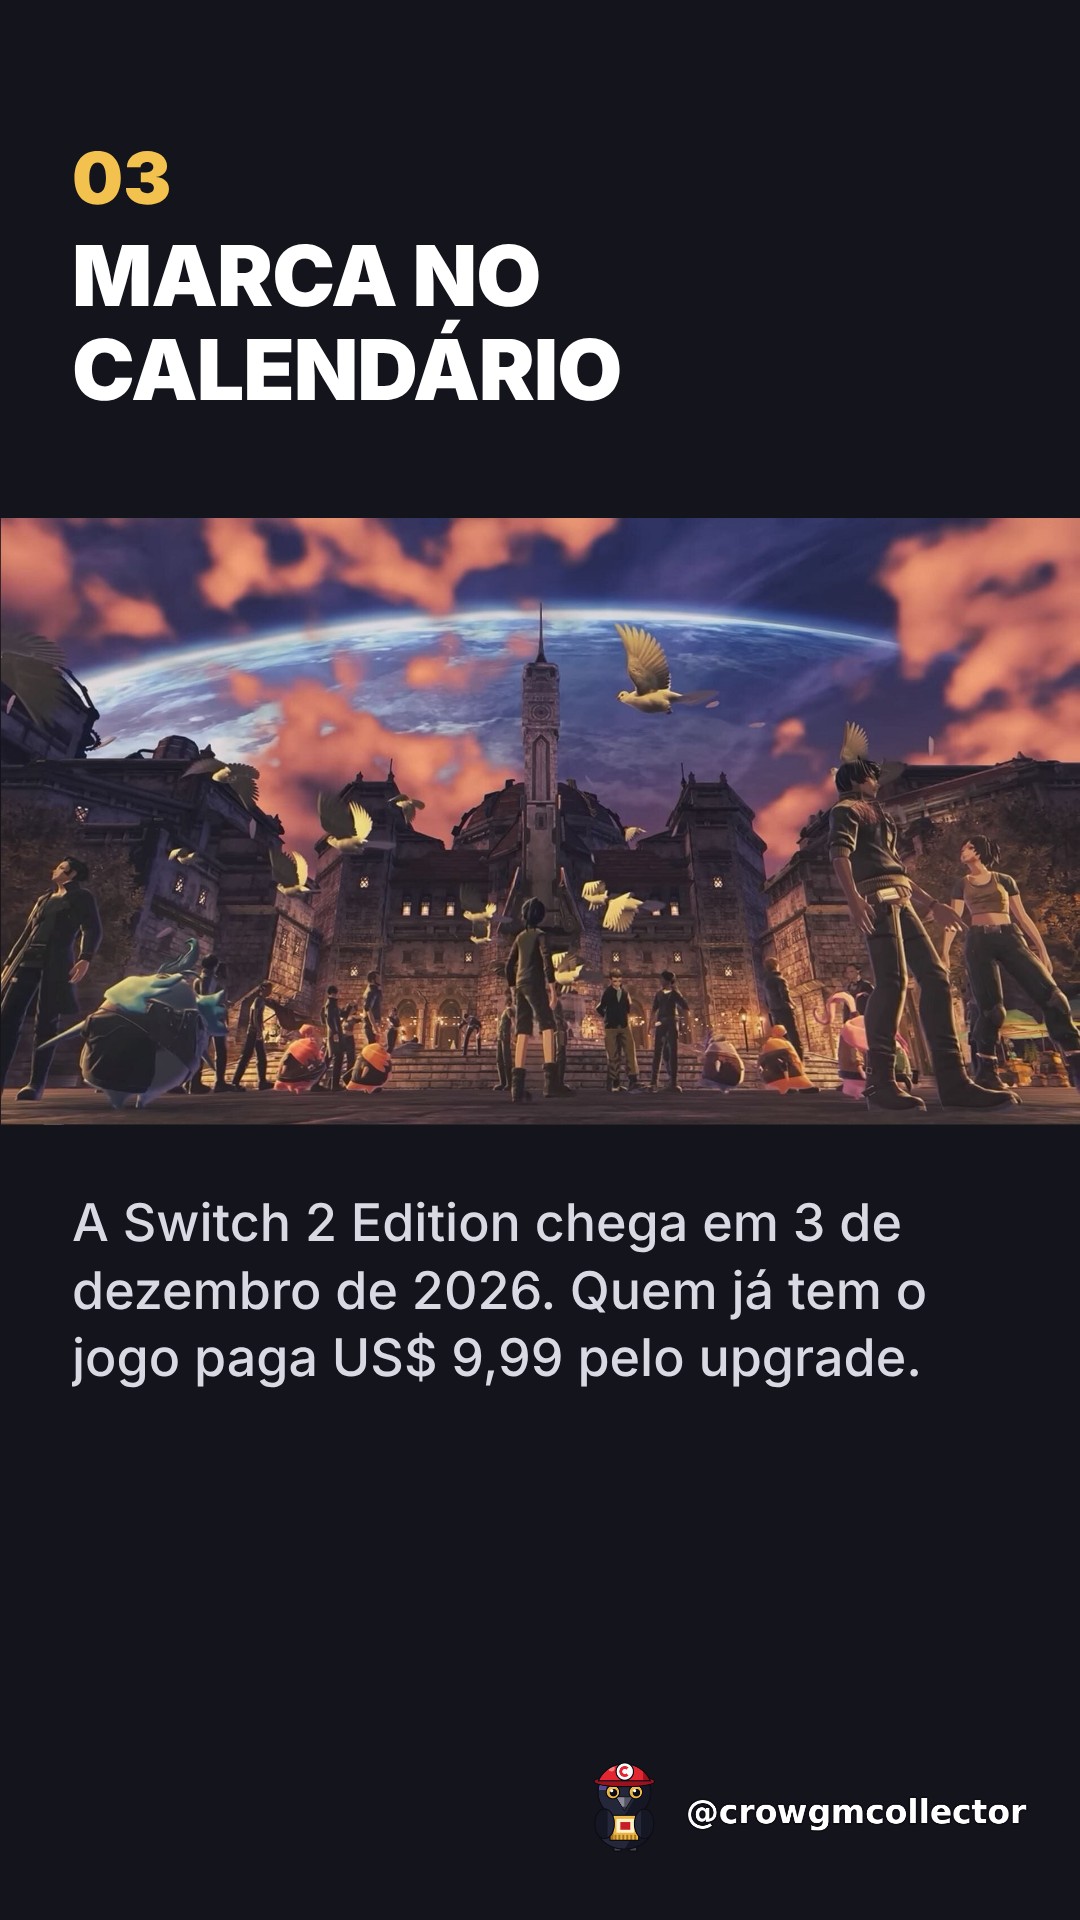 03
MARCA NO
CALENDÁRIO
A Switch 2 Edition chega em 3 de
dezembro de 2026. Quem já tem o
jogo paga US$ 9,99 pelo upgrade.
C
@crowgmcollector